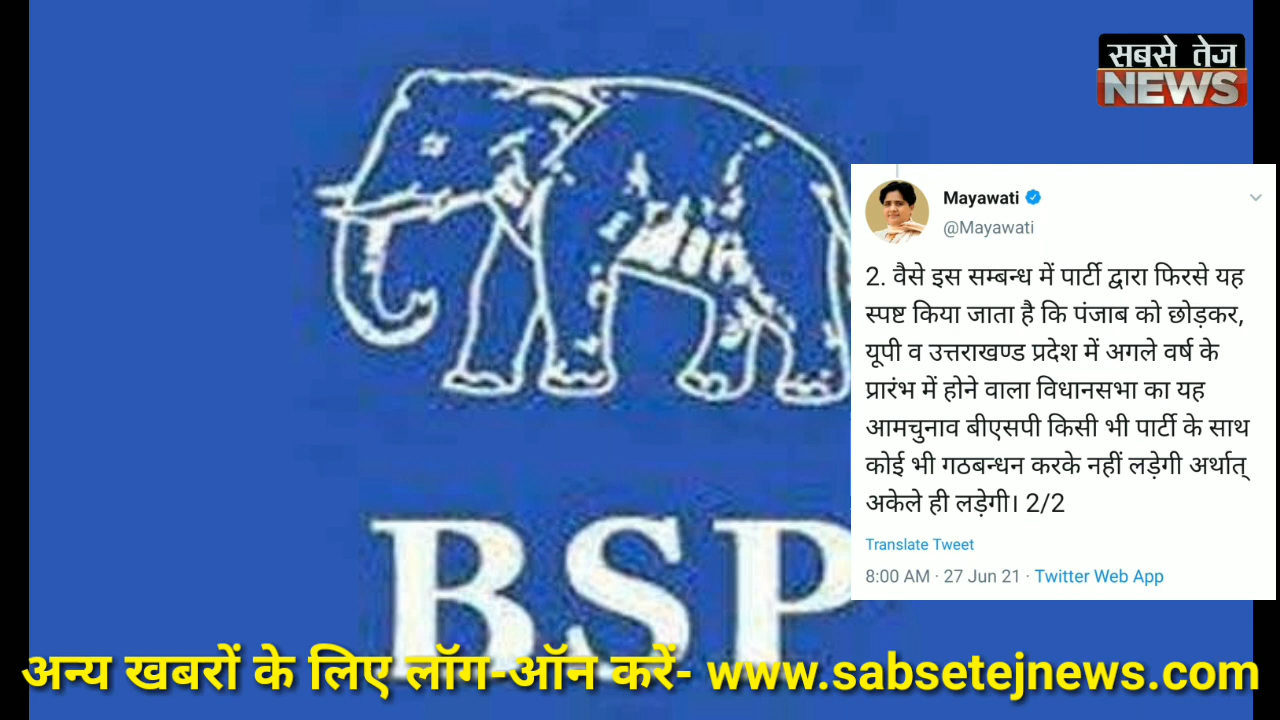 सबसे तेज
NEWS
Mayawati
@Mayawati
2. वैसे इस सम्बन्ध में पार्टी द्वारा फिरसे यह
स्पष्ट किया जाता है कि पंजाब को छोड़कर,
यूपी व उत्तराखण्ड प्रदेश में अगले वर्ष के
प्रारंभ में होने वाला विधानसभा का यह
आमचुनाव बीएसपी किसी भी पार्टी के साथ
कोई भी गठबन्धन करके नहीं लड़ेगी अर्थात्
अकेले ही लड़ेगी। 2/2
Translate Tweet
8:00 AM · 27 Jun 21 · Twitter Web App
BSP
अन्य खबरों के लिए लॉग-ऑन करें- www.sabsetejnews.com